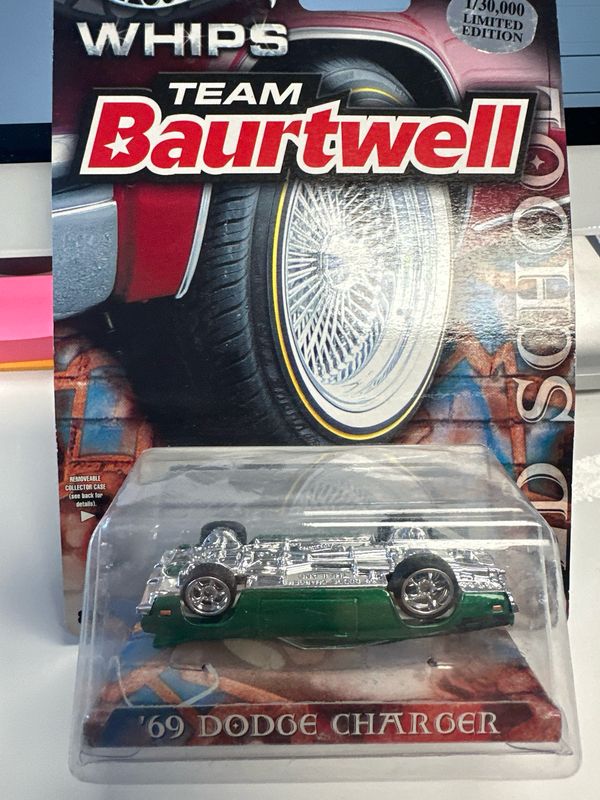 WHIPS
1/30,000
LIMITED
EDITION
TEAM
Baurtwell
SCHOOL
REMOVEABLE
COLLECTOR CASE
(see back for
details).
'69 DODGE CHARGER